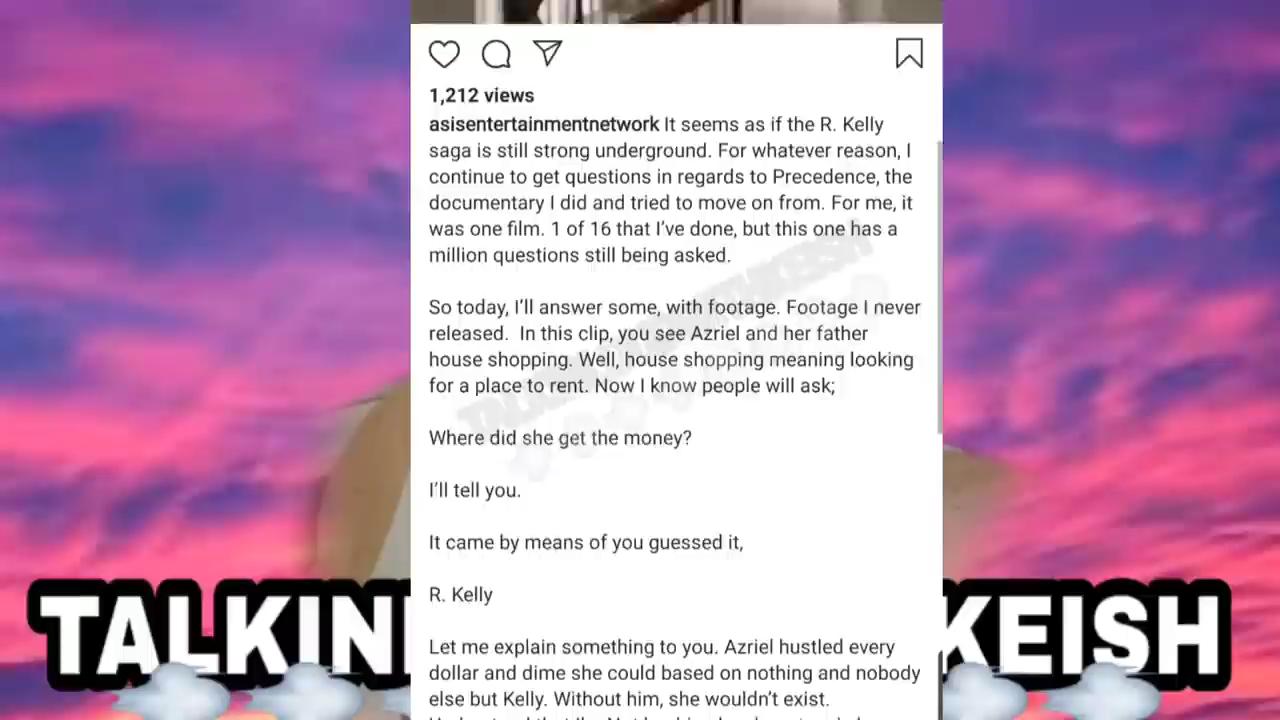 1,212 views
asisentertainmentnetwork It seems as if the R. Kelly
saga is still strong underground. For whatever reason, I
continue to get questions in regards to Precedence, the
documentary I did and tried to move on from. For me, it
was one film. 1 of 16 that I've done, but this one has a
million questions still being asked.
So today, I'll answer some, with footage. Footage I never
released. In this clip, you see Azriel and her father
house shopping. Well, house shopping meaning looking
for a place to rent. Now I know people will ask;
Where did she get the money?
I'll tell you.
It came by means of you guessed it,
R. Kelly
Let me explain something to you. Azriel hustled every
dollar and dime she could based on nothing and nobody
else but Kelly. Without him, she wouldn't exist.
TALKIN
KEISH